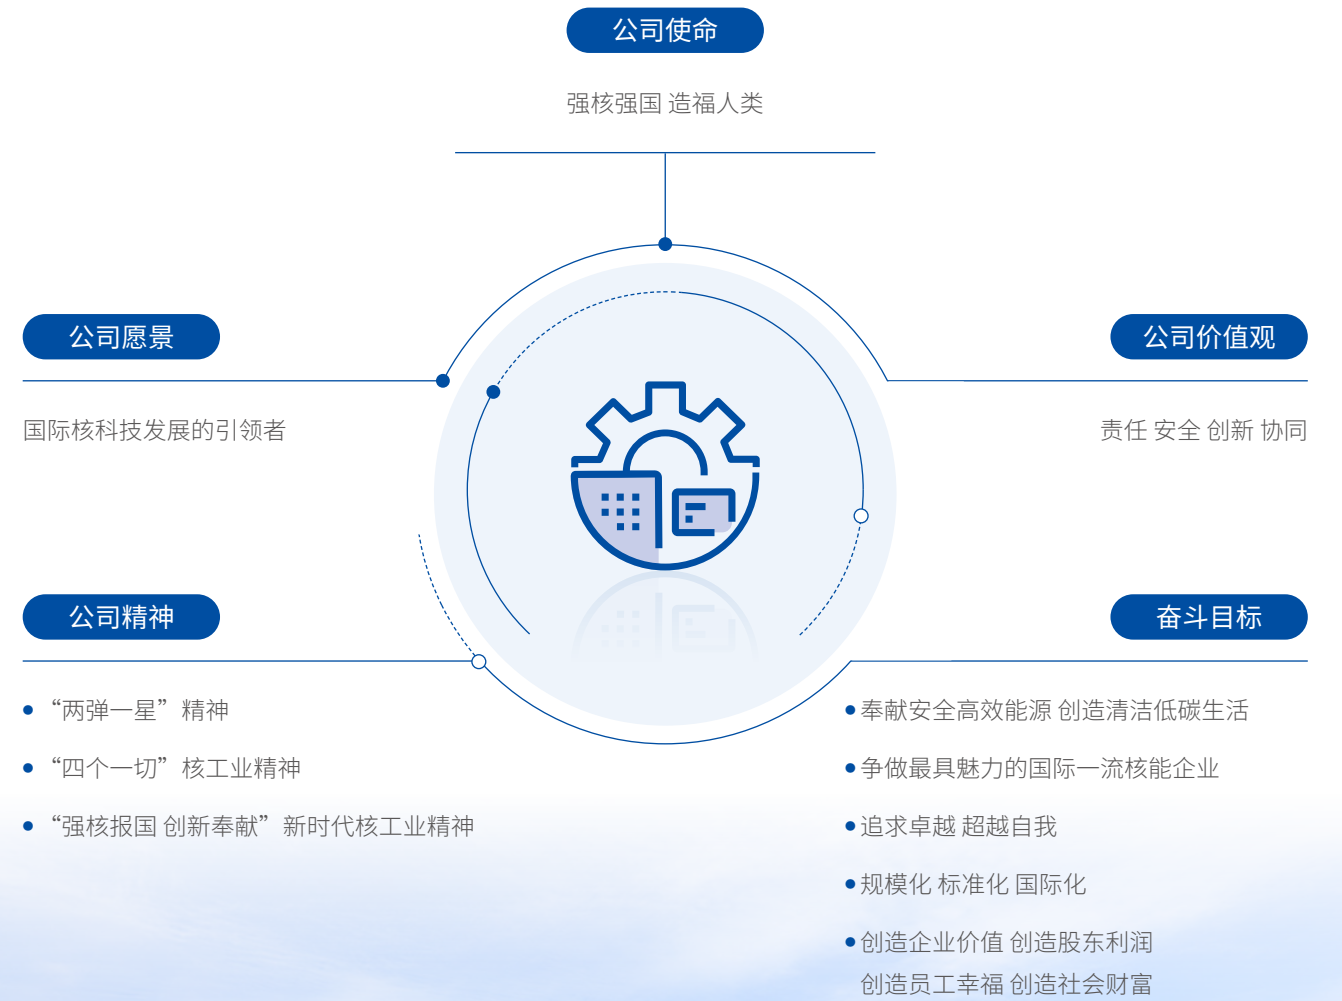 公司使命
强核强国 造福人类
公司愿景
国际核科技发展的引领者
公司价值观
责任 安全 创新 协同
公司精神
“两弹一星”精神
“四个一切”核工业精神
“强核报国 创新奉献”新时代核工业精神
奋斗目标
奉献安全高效能源 创造清洁低碳生活
争做最具魅力的国际一流核能企业
追求卓越 超越自我
规模化 标准化 国际化
创造企业价值 创造股东利润
创造员工幸福 创造社会财富